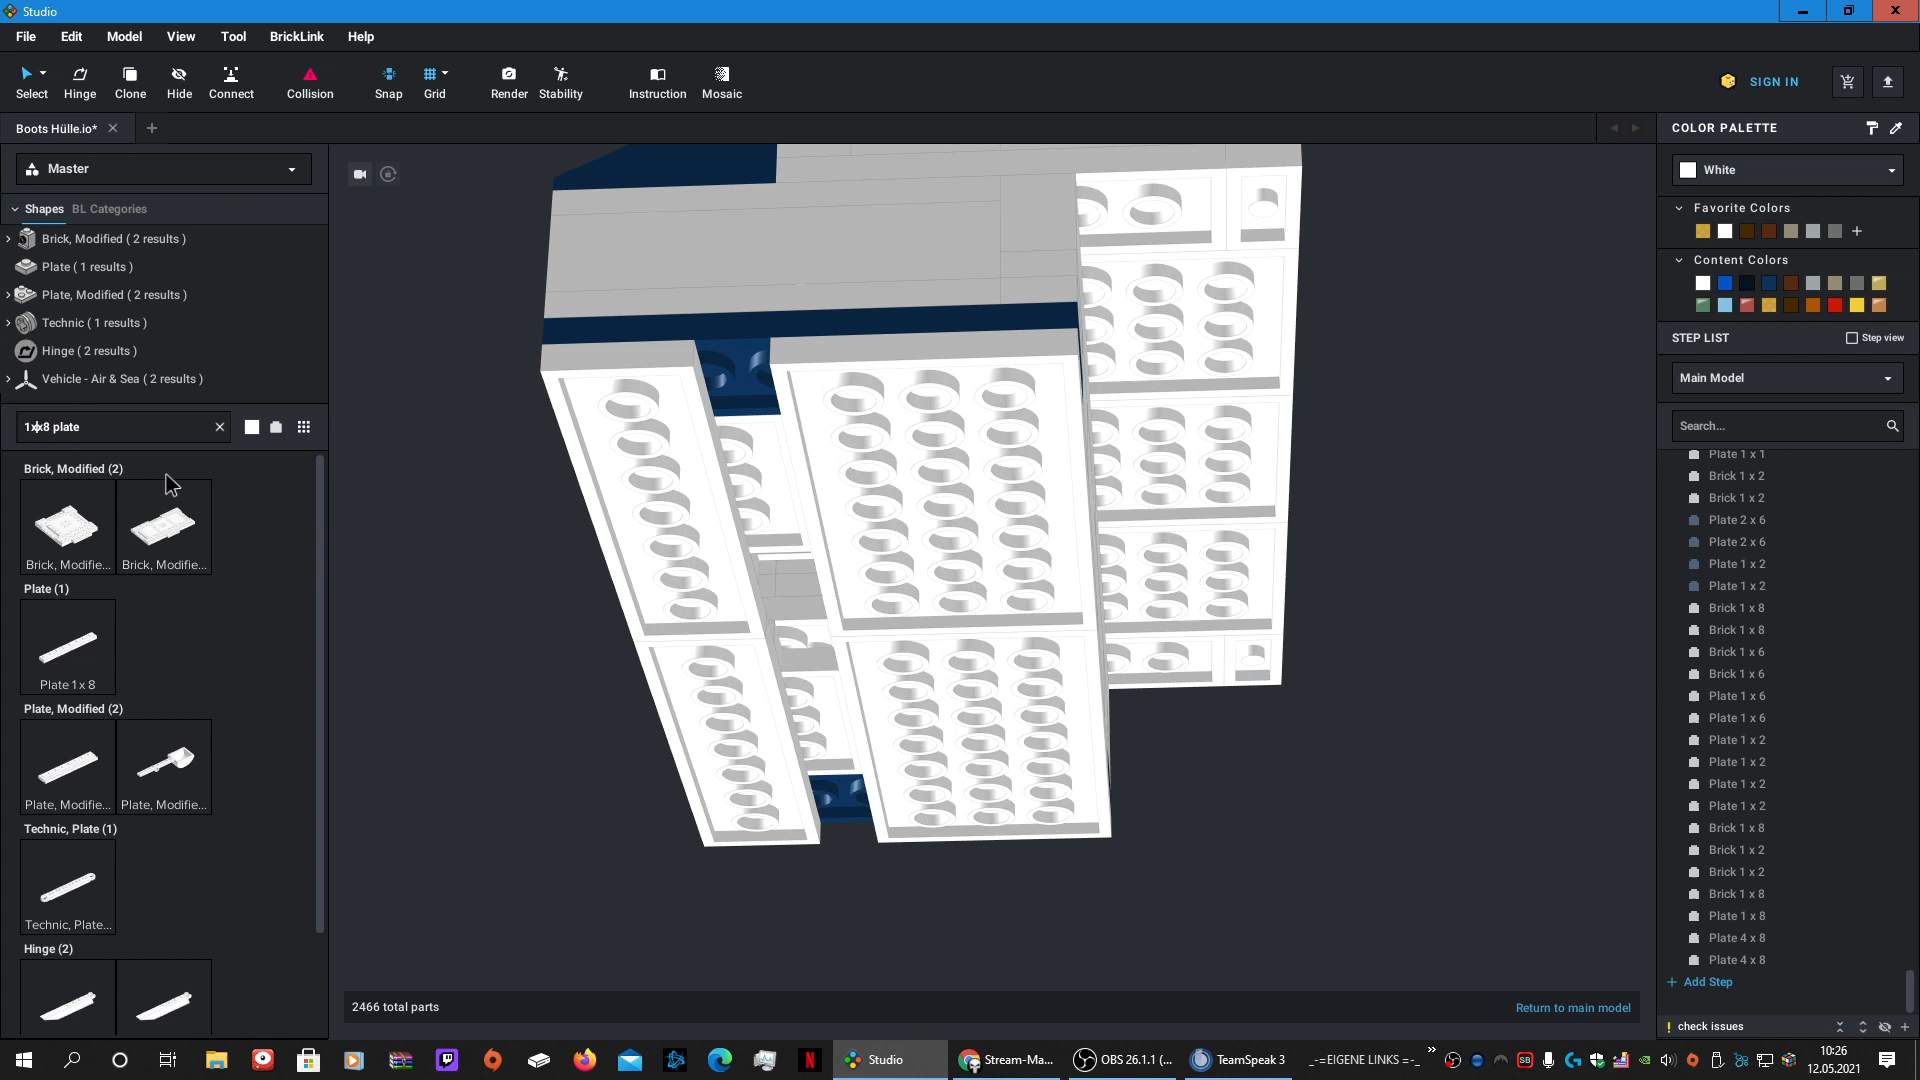 Studio
File Edit Model View Tool BrickLink Help
Select Hinge Clone Hide Connect Collision Snap Grid Render Stability Instruction Mosaic
SIGN IN
Boots Hülle.io*
Master
Shapes BL Categories
Brick, Modified ( 2 results )
Plate ( 1 results )
Plate, Modified ( 2 results )
Technic ( 1 results )
Hinge ( 2 results )
Vehicle - Air & Sea ( 2 results )
1x8 plate
Brick, Modified (2)
Brick, Modifie... Brick, Modifie...
Plate (1)
Plate 1 x 8
Plate, Modified (2)
Plate, Modifie... Plate, Modifie...
Technic, Plate (1)
Technic, Plate...
Hinge (2)
2466 total parts
Return to main model
COLOR PALETTE
White
Favorite Colors
Content Colors
STEP LIST
Step view
Main Model
Search...
Plate 1 x 1
Brick 1 x 2
Brick 1 x 2
Plate 2 x 6
Plate 2 x 6
Plate 1 x 2
Plate 1 x 2
Brick 1 x 8
Brick 1 x 8
Brick 1 x 6
Brick 1 x 6
Plate 1 x 6
Plate 1 x 6
Plate 1 x 2
Plate 1 x 2
Plate 1 x 2
Plate 1 x 2
Brick 1 x 8
Brick 1 x 2
Brick 1 x 2
Brick 1 x 8
Plate 1 x 8
Plate 4 x 8
Plate 4 x 8
+ Add Step
check issues
Studio
Stream-Ma...
OBS 26.1.1 (...
TeamSpeak 3
_-=EIGENE LINKS =-_
10:26
12.05.2021